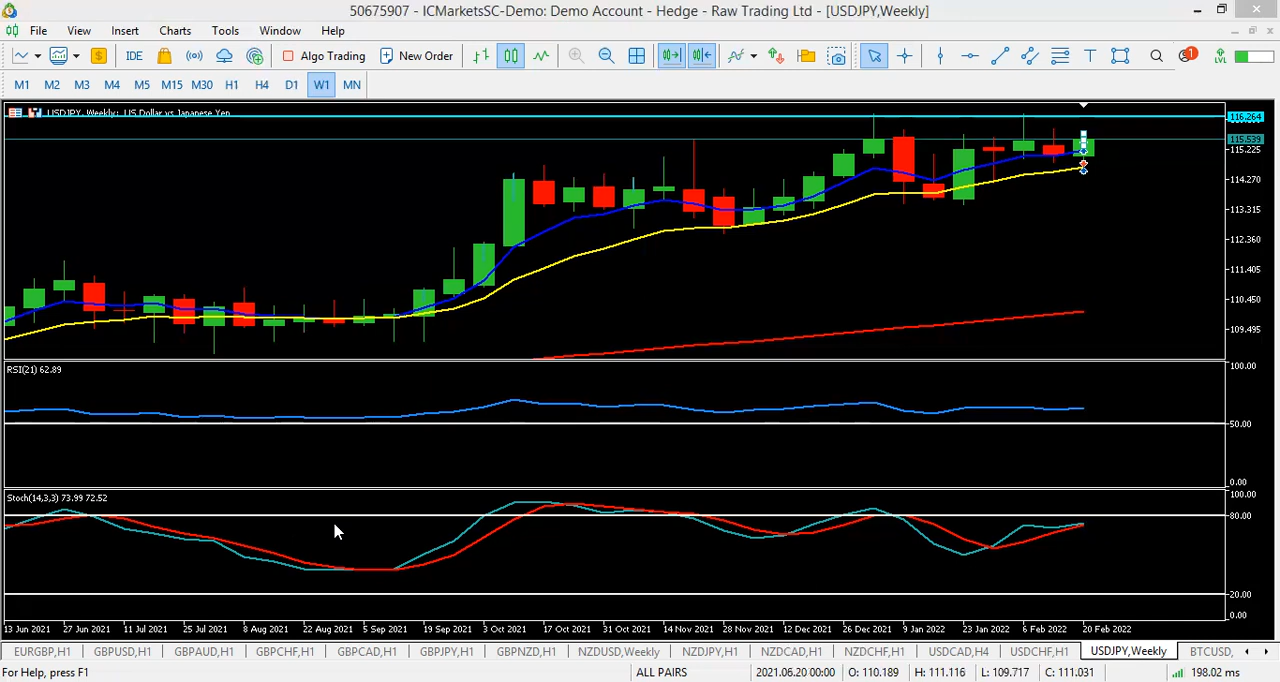 50675907 - ICMarketsSC-Demo: Demo Account - Hedge - Raw Trading Ltd - [USDJPY,Weekly]
File View Insert Charts Tools Window Help
IDE Algo Trading New Order 1 LVL
M1 M2 M3 M4 M5 M15 M30 H1 H4 D1 W1 MN
USDJPY, Weekly: US Dollar vs Japanese Yen
116.264
115.539
115.225
114.270
113.315
112.360
111.405
110.450
109.495
RSI(21) 62.89
100.00
50.00
0.00
Stoch(14,3,3) 73.99 72.52
100.00
80.00
20.00
0.00
13 Jun 2021 27 Jun 2021 11 Jul 2021 25 Jul 2021 8 Aug 2021 22 Aug 2021 5 Sep 2021 19 Sep 2021 3 Oct 2021 17 Oct 2021 31 Oct 2021 14 Nov 2021 28 Nov 2021 12 Dec 2021 26 Dec 2021 9 Jan 2022 23 Jan 2022 6 Feb 2022 20 Feb 2022
EURGBP,H1 GBPUSD,H1 GBPAUD,H1 GBPCHF,H1 GBPCAD,H1 GBPJPY,H1 GBPNZD,H1 NZDUSD,Weekly NZDJPY,H1 NZDCAD,H1 NZDCHF,H1 USDCAD,H4 USDCHF,H1 USDJPY,Weekly BTCUSD,
For Help, press F1 ALL PAIRS 2021.06.20 00:00 O: 110.189 H: 111.116 L: 109.717 C: 111.031 198.02 ms